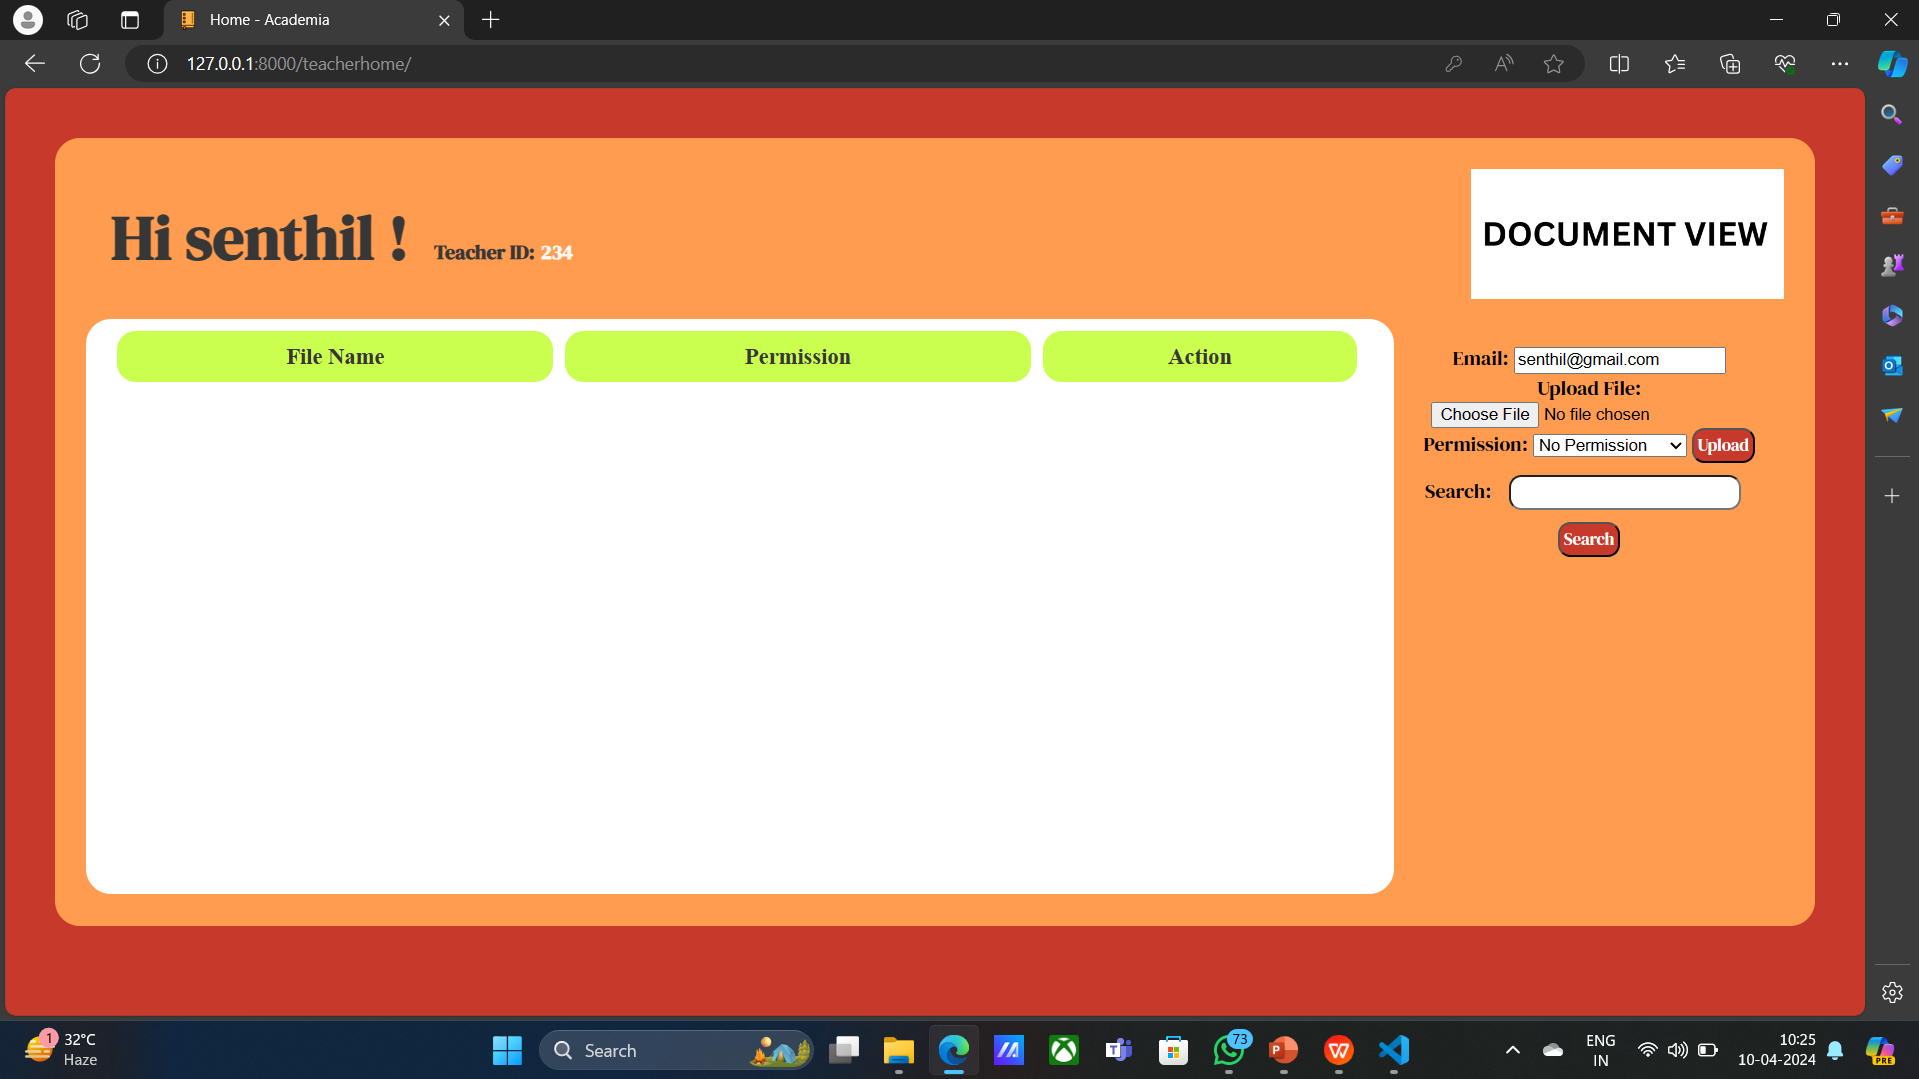 Home - Academia
127.0.0.1:8000/teacherhome/
Hi senthil !
Teacher ID: 234
DOCUMENT VIEW
File Name
Permission
Action
Email: senthil@gmail.com
Upload File:
Choose File No file chosen
Permission: No Permission Upload
Search:
Search
1
32°C
Haze
Search
73
ENG
IN
10:25
10-04-2024
PRE